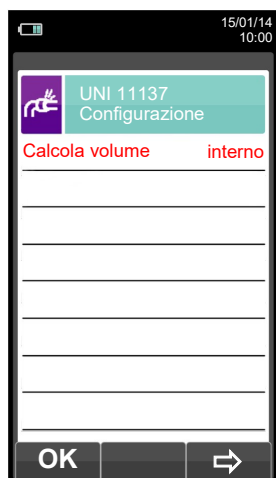 15/01/14
10:00
UNI 11137
Configurazione
Calcola volume interno
OK